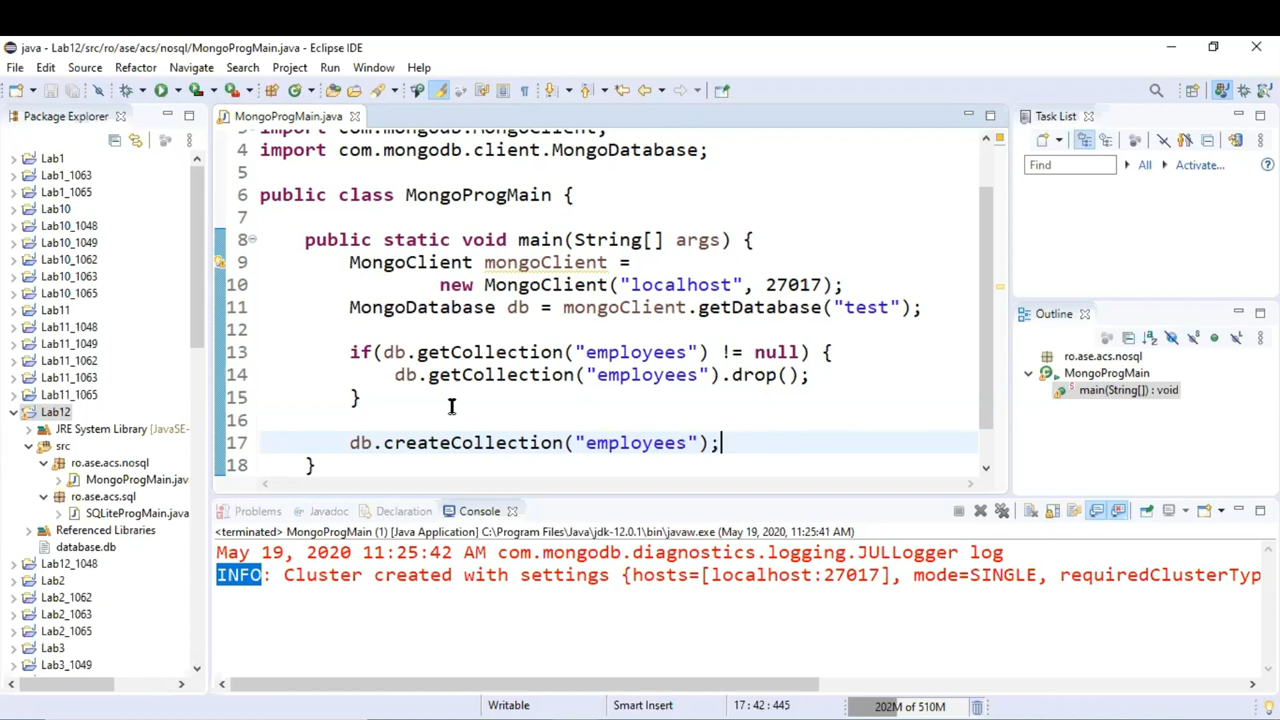 java - Lab12/src/ro/ase/acs/nosql/MongoProgMain.java - Eclipse IDE
File Edit Source Refactor Navigate Search Project Run Window Help
Package Explorer
Lab1
Lab1_1063
Lab1_1065
Lab10
Lab10_1048
Lab10_1049
Lab10_1062
Lab10_1063
Lab10_1065
Lab11
Lab11_1048
Lab11_1049
Lab11_1062
Lab11_1063
Lab11_1065
Lab12
JRE System Library [JavaSE-
src
ro.ase.acs.nosql
MongoProgMain.jav
ro.ase.acs.sql
SQLiteProgMain.java
Referenced Libraries
database.db
Lab12_1048
Lab2
Lab2_1062
Lab2_1063
Lab2_1065
Lab3
Lab3_1049
MongoProgMain.java
3 import com.mongodb.MongoClient;
4 import com.mongodb.client.MongoDatabase;
5
6 public class MongoProgMain {
7
8 public static void main(String[] args) {
9 MongoClient mongoClient =
10 new MongoClient("localhost", 27017);
11 MongoDatabase db = mongoClient.getDatabase("test");
12
13 if(db.getCollection("employees") != null) {
14 db.getCollection("employees").drop();
15 }
16
17 db.createCollection("employees");
18 }
Task List
Find All Activate...
Outline
ro.ase.acs.nosql
MongoProgMain
main(String[]) : void
Problems Javadoc Declaration Console
<terminated> MongoProgMain (1) [Java Application] C:\Program Files\Java\jdk-12.0.1\bin\javaw.exe (May 19, 2020 11:25:41 AM)
May 19, 2020 11:25:42 AM com.mongodb.diagnostics.logging.JULLogger log
INFO: Cluster created with settings {hosts=[localhost:27017], mode=SINGLE, requiredClusterTyp
Writable Smart Insert 17 : 42 : 445 202M of 510M